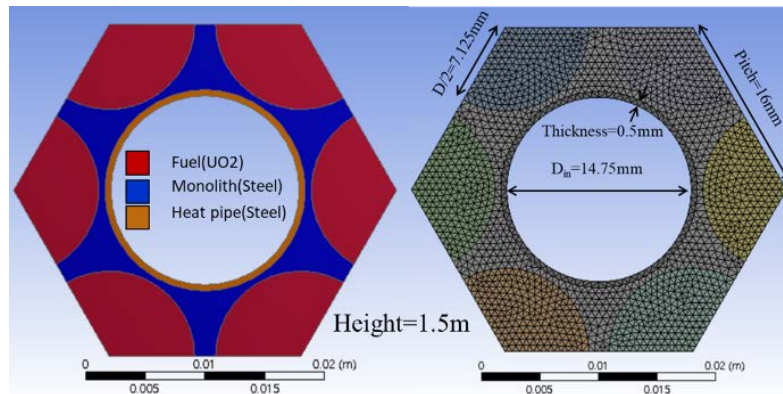 Fuel(UO2)
Monolith(Steel)
Heat pipe(Steel)
Height=1.5m
0
0.01
0.02 (m)
0.005
0.015
D/2=7.125mm
Pitch=16mm
Thickness=0.5mm
Din=14.75mm
0
0.01
0.02 (m)
0.005
0.015